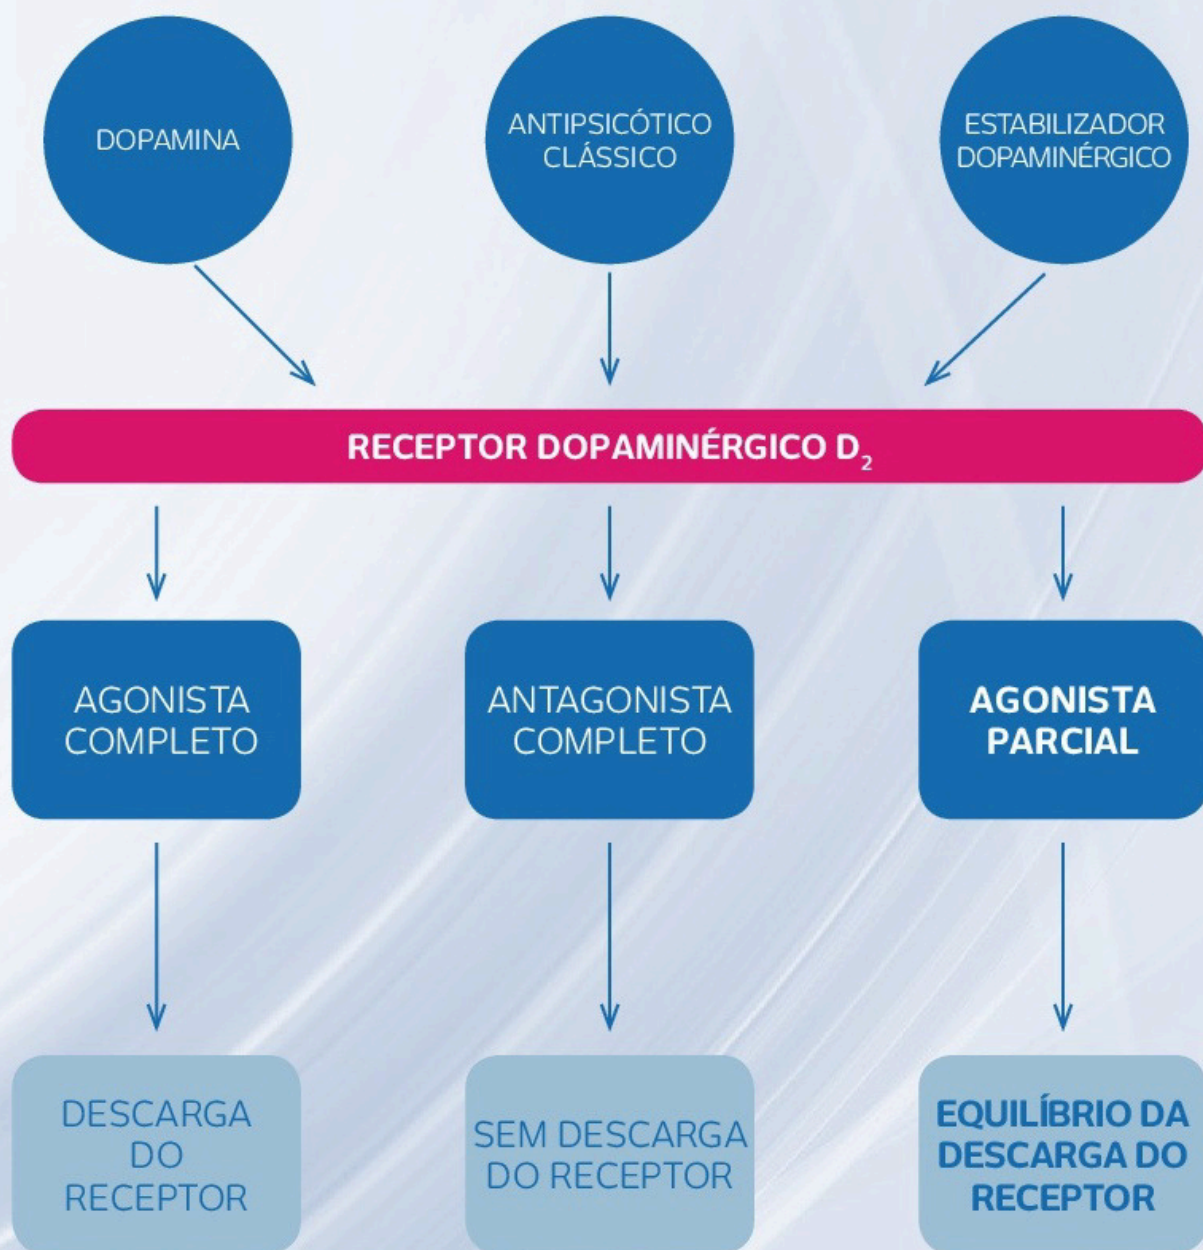 DOPAMINA
ANTIPSICÓTICO
CLÁSSICO
ESTABILIZADOR
DOPAMINÉRGICO
RECEPTOR DOPAMINÉRGICO D₂
AGONISTA
COMPLETO
ANTAGONISTA
COMPLETO
AGONISTA
PARCIAL
DESCARGA
DO
RECEPTOR
SEM DESCARGA
DO RECEPTOR
EQUILÍBRIO DA
DESCARGA DO
RECEPTOR